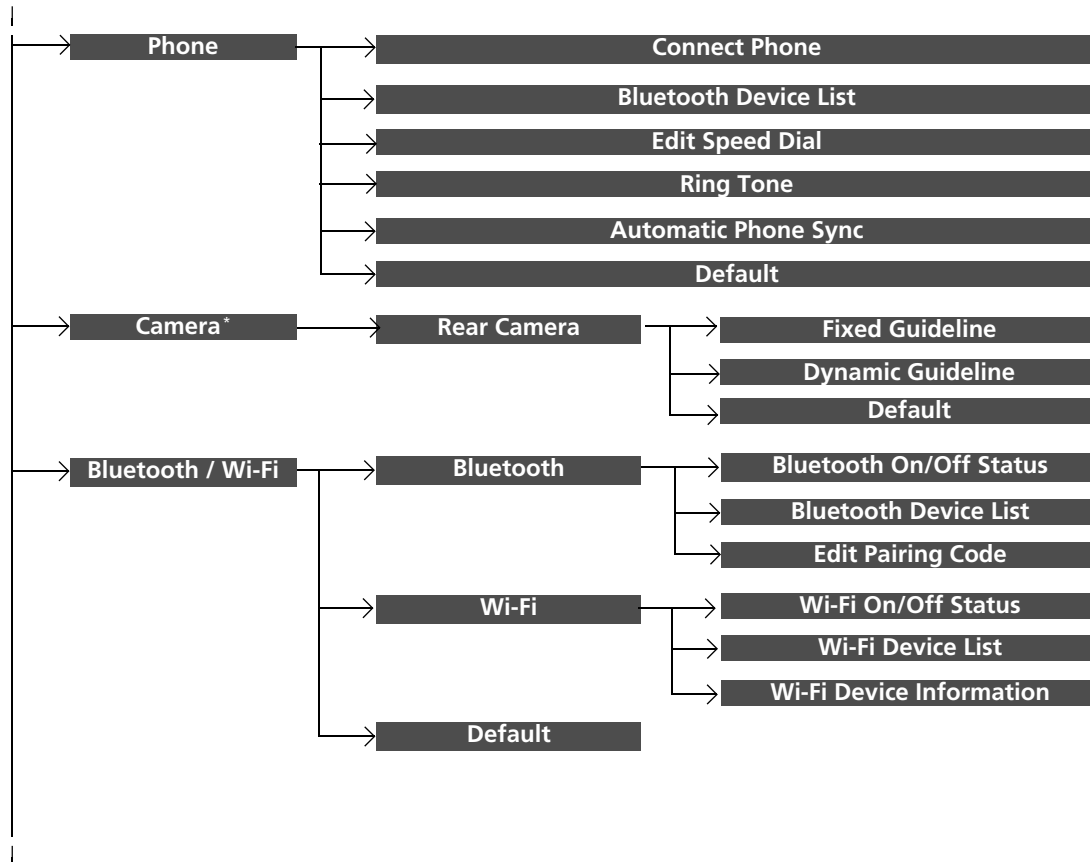 Phone
Connect Phone
Bluetooth Device List
Edit Speed Dial
Ring Tone
Automatic Phone Sync
Default
Camera*
Rear Camera
Fixed Guideline
Dynamic Guideline
Default
Bluetooth / Wi-Fi
Bluetooth
Bluetooth On/Off Status
Bluetooth Device List
Edit Pairing Code
Wi-Fi
Wi-Fi On/Off Status
Wi-Fi Device List
Wi-Fi Device Information
Default